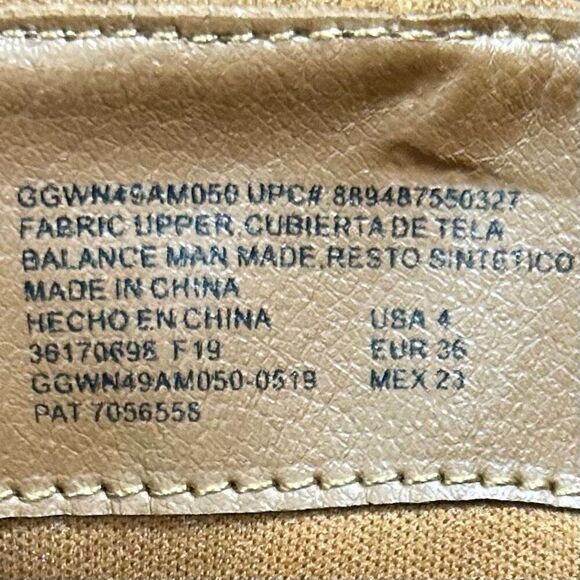 GGWN49AM050 UPC# 889487550327
FABRIC UPPER,CUBIERTA DE TELA
BALANCE MAN MADE,RESTO SINTETICO
MADE IN CHINA
HECHO EN CHINA USA 4
36170698 F19 EUR 36
GGWN49AM050-0519 MEX 23
PAT 7056558